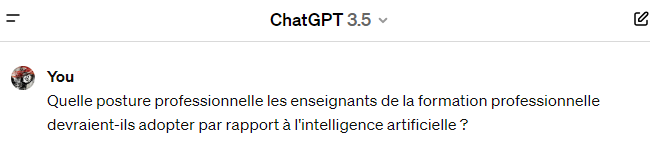 ChatGPT 3.5
You
Quelle posture professionnelle les enseignants de la formation professionnelle
devraient-ils adopter par rapport à l'intelligence artificielle ?